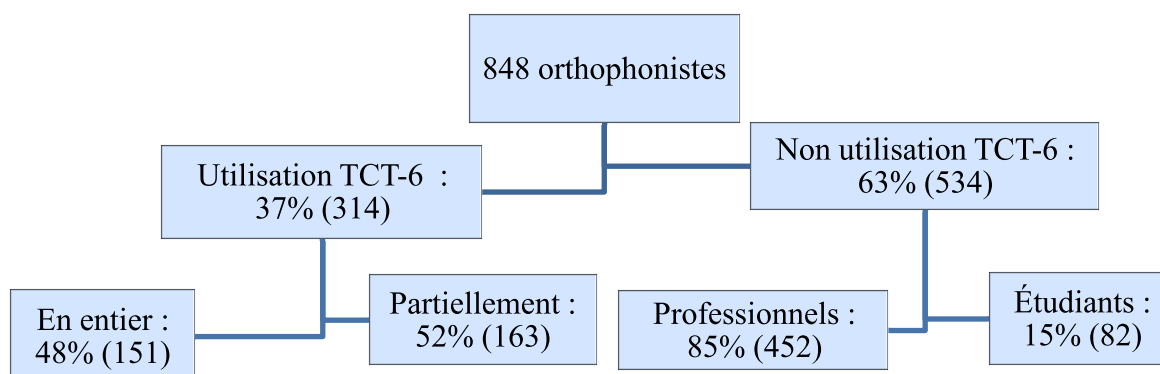 848 orthophonistes
Utilisation TCT-6  :
37% (314)
Non utilisation TCT-6 :
63% (534)
En entier :
48% (151)
Partiellement :
52% (163)
Professionnels :
85% (452)
Étudiants :
15% (82)